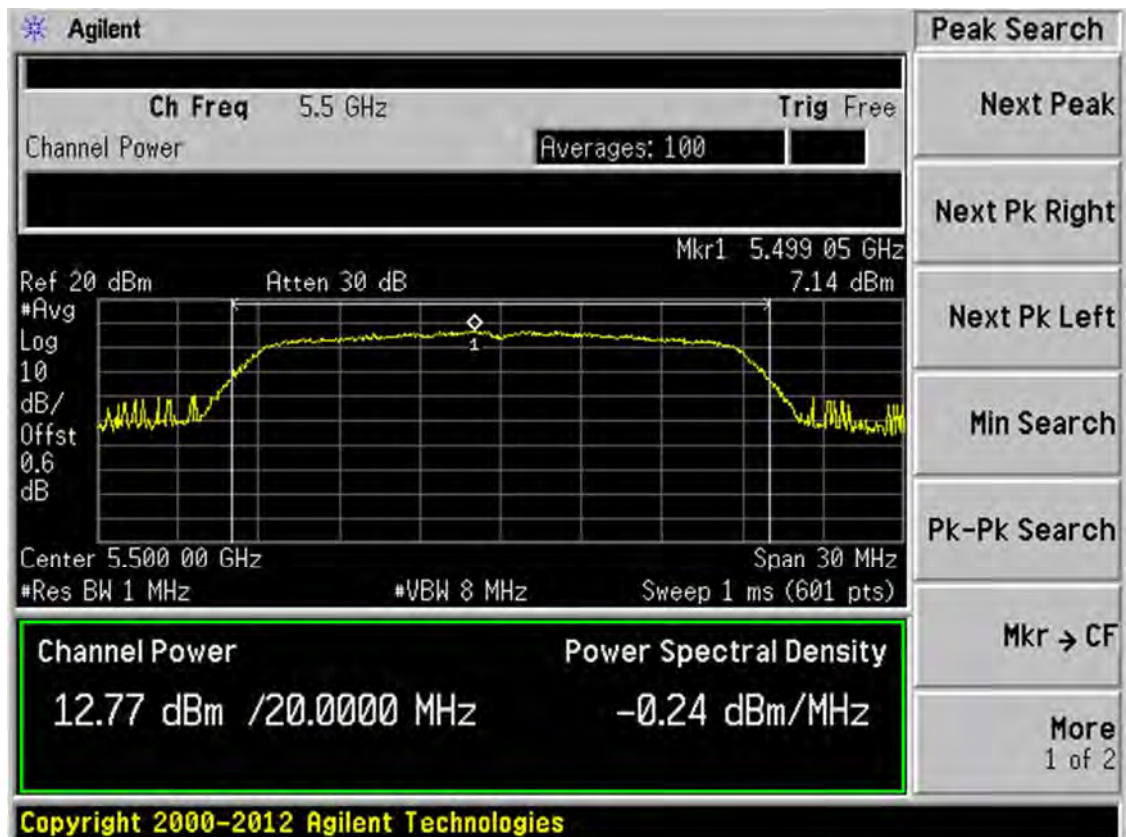 Agilent
Peak Search
Ch Freq 5.5 GHz Trig Free
Channel Power Averages: 100
Mkr1 5.499 05 GHz
Ref 20 dBm Atten 30 dB 7.14 dBm
#Avg
Log
10
dB/
Offst
0.6
dB
1
Center 5.500 00 GHz Span 30 MHz
#Res BW 1 MHz #VBW 8 MHz Sweep 1 ms (601 pts)
Channel Power Power Spectral Density
12.77 dBm /20.0000 MHz -0.24 dBm/MHz
Next Peak
Next Pk Right
Next Pk Left
Min Search
Pk-Pk Search
Mkr → CF
More
1 of 2
Copyright 2000-2012 Agilent Technologies